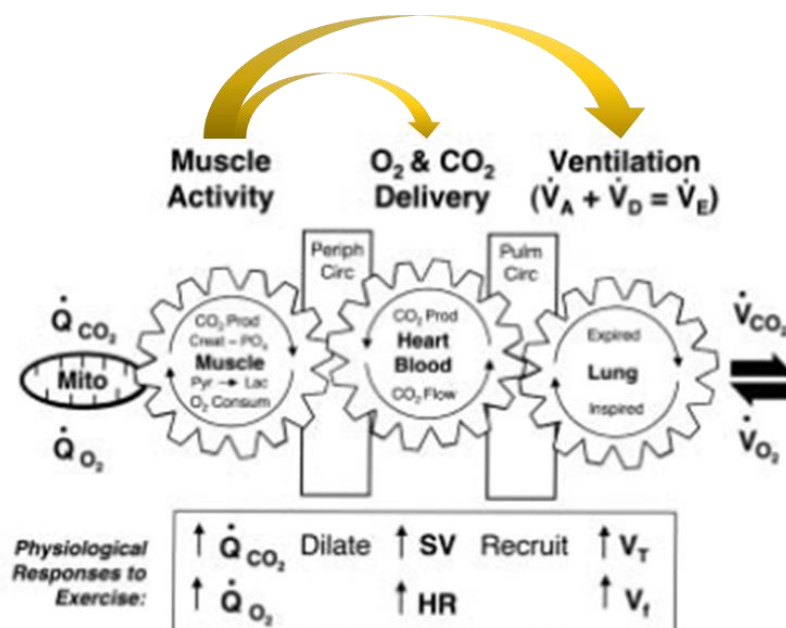 Muscle
Activity
O₂ & CO₂
Delivery
Ventilation
(V̇A + V̇D = V̇E)
Periph
Circ
Pulm
Circ
Q̇ CO₂
Mito
Q̇ O₂
CO₂ Prod
Creat – PO₄
Muscle
Pyr → Lac
O₂ Consum
CO₂ Prod
Heart
Blood
CO₂ Flow
Expired
Lung
Inspired
V̇CO₂
V̇O₂
Physiological
Responses to
Exercise:
↑ Q̇ CO₂ Dilate ↑ SV Recruit ↑ VT
↑ Q̇ O₂ ↑ HR ↑ Vf